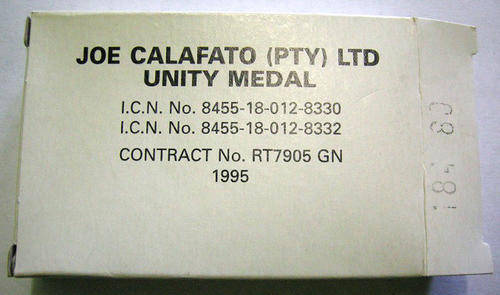 JOE CALAFATO (PTY) LTD
UNITY MEDAL
I.C.N. No. 8455-18-012-8330
I.C.N. No. 8455-18-012-8332
CONTRACT No. RT7905 GN
1995